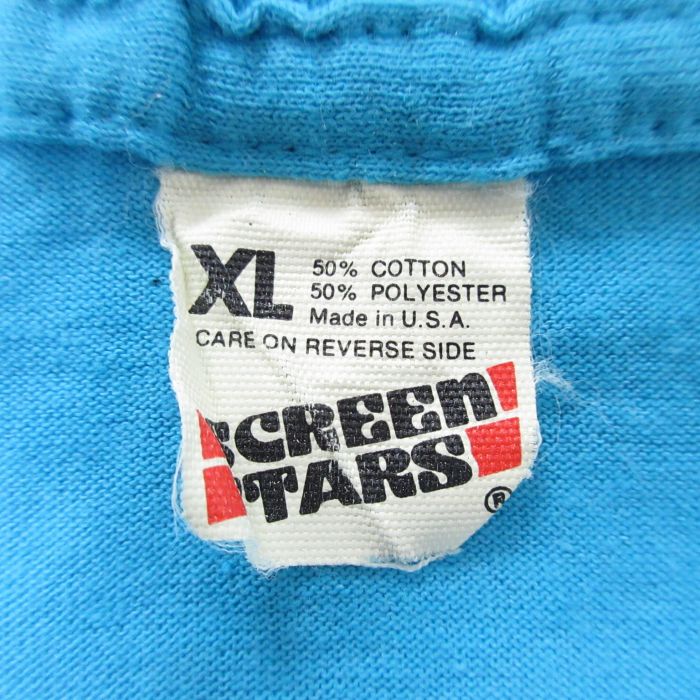 XL
50% COTTON
50% POLYESTER
Made in U.S.A.
CARE ON REVERSE SIDE
SCREEN
STARS
®